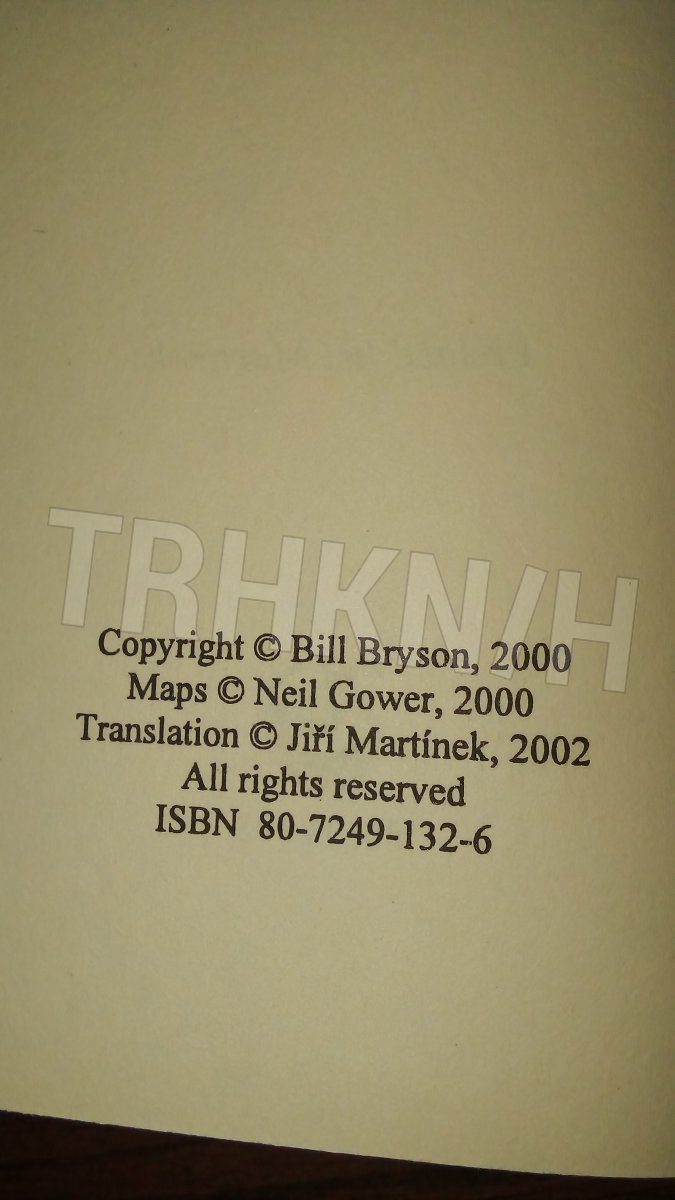 TRHKN/H
Copyright © Bill Bryson, 2000
Maps © Neil Gower, 2000
Translation © Jiří Martínek, 2002
All rights reserved
ISBN 80-7249-132-6